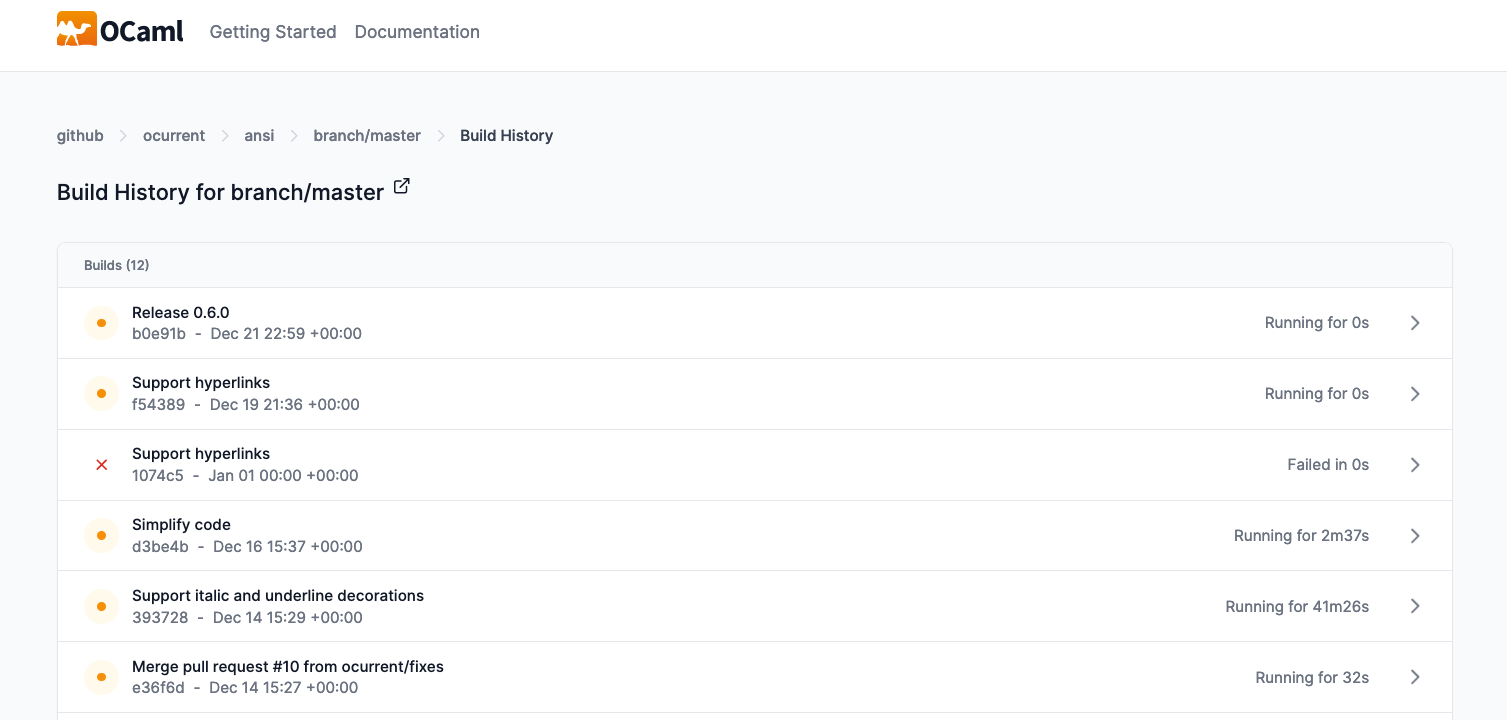 OCaml Getting Started Documentation
github ocurrent ansi branch/master Build History
Build History for branch/master
Builds (12)
Release 0.6.0
b0e91b - Dec 21 22:59 +00:00
Running for 0s
Support hyperlinks
f54389 - Dec 19 21:36 +00:00
Running for 0s
Support hyperlinks
1074c5 - Jan 01 00:00 +00:00
Failed in 0s
Simplify code
d3be4b - Dec 16 15:37 +00:00
Running for 2m37s
Support italic and underline decorations
393728 - Dec 14 15:29 +00:00
Running for 41m26s
Merge pull request #10 from ocurrent/fixes
e36f6d - Dec 14 15:27 +00:00
Running for 32s